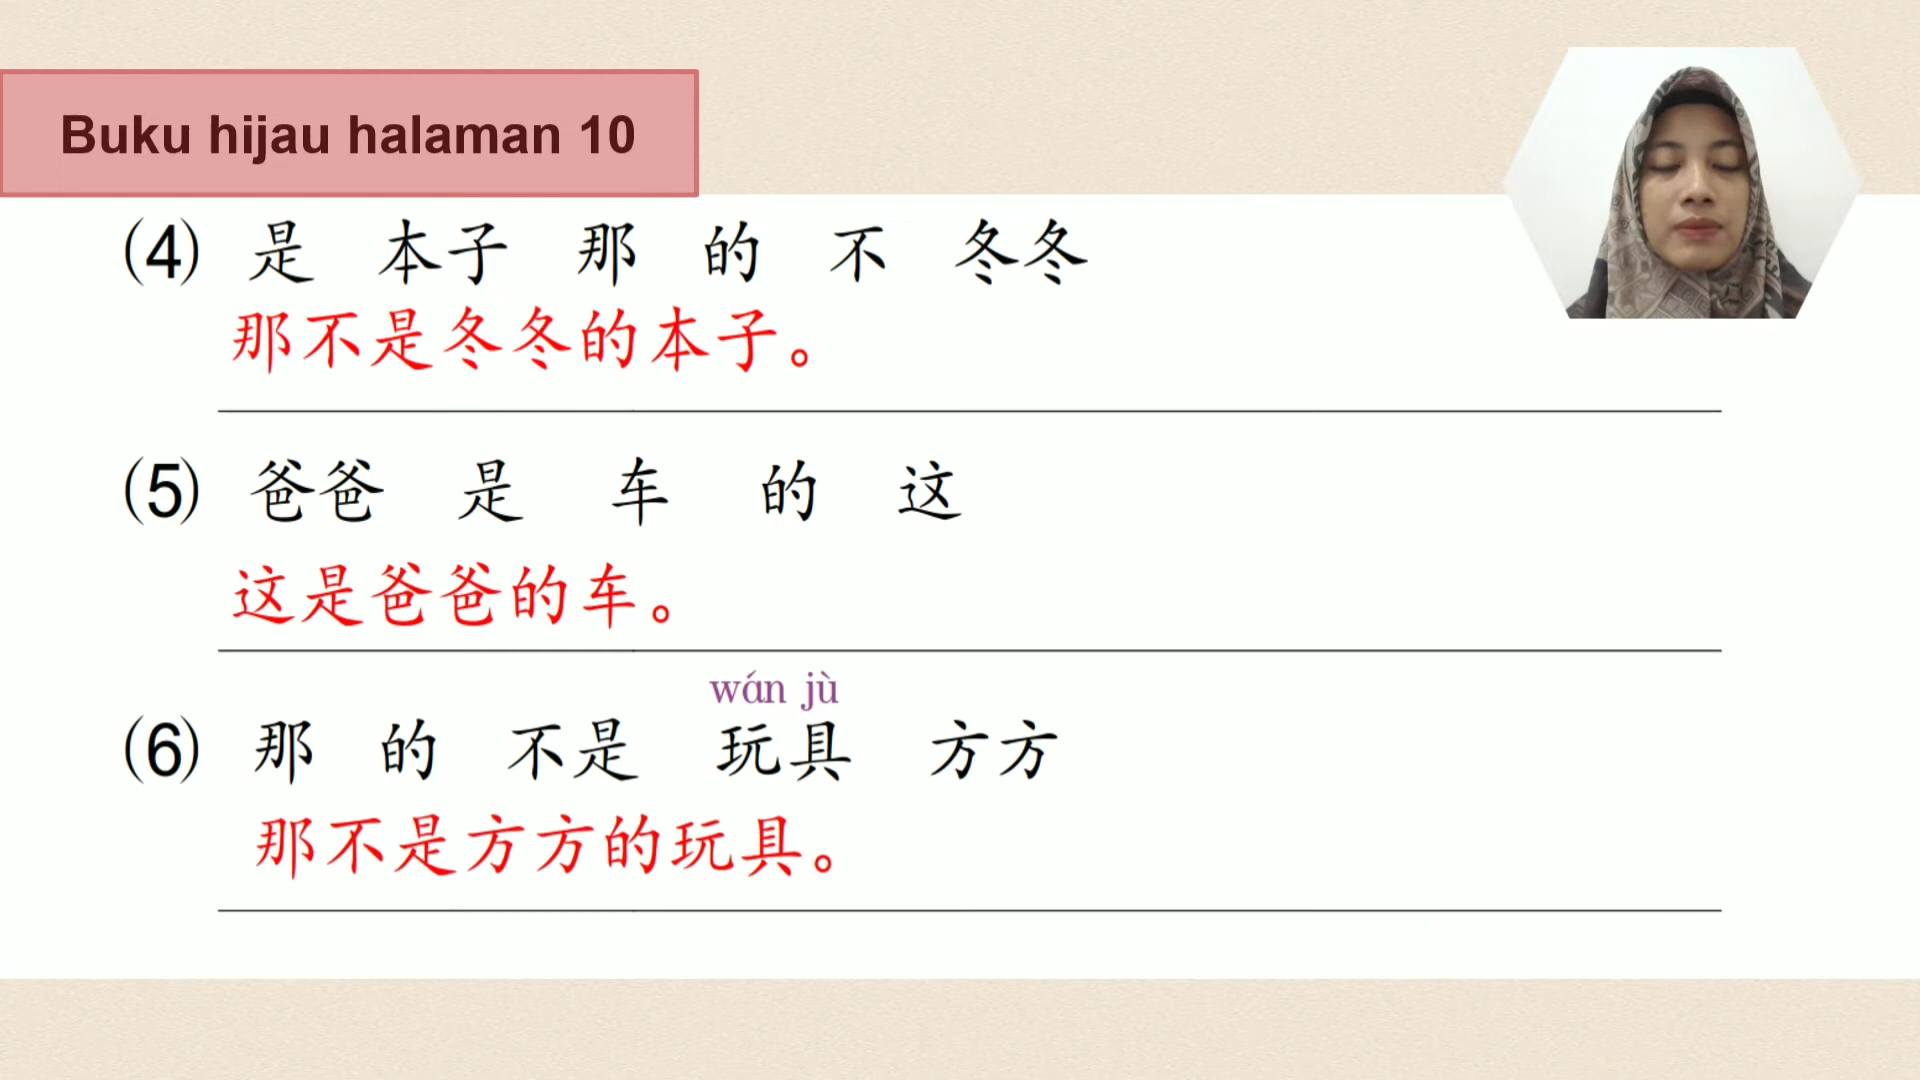 Buku hijau halaman 10
(4) 是 本子 那 的 不 冬冬
那不是冬冬的本子。
(5) 爸爸 是 车 的 这
这是爸爸的车。
wán jù
(6) 那 的 不是 玩具 方方
那不是方方的玩具。